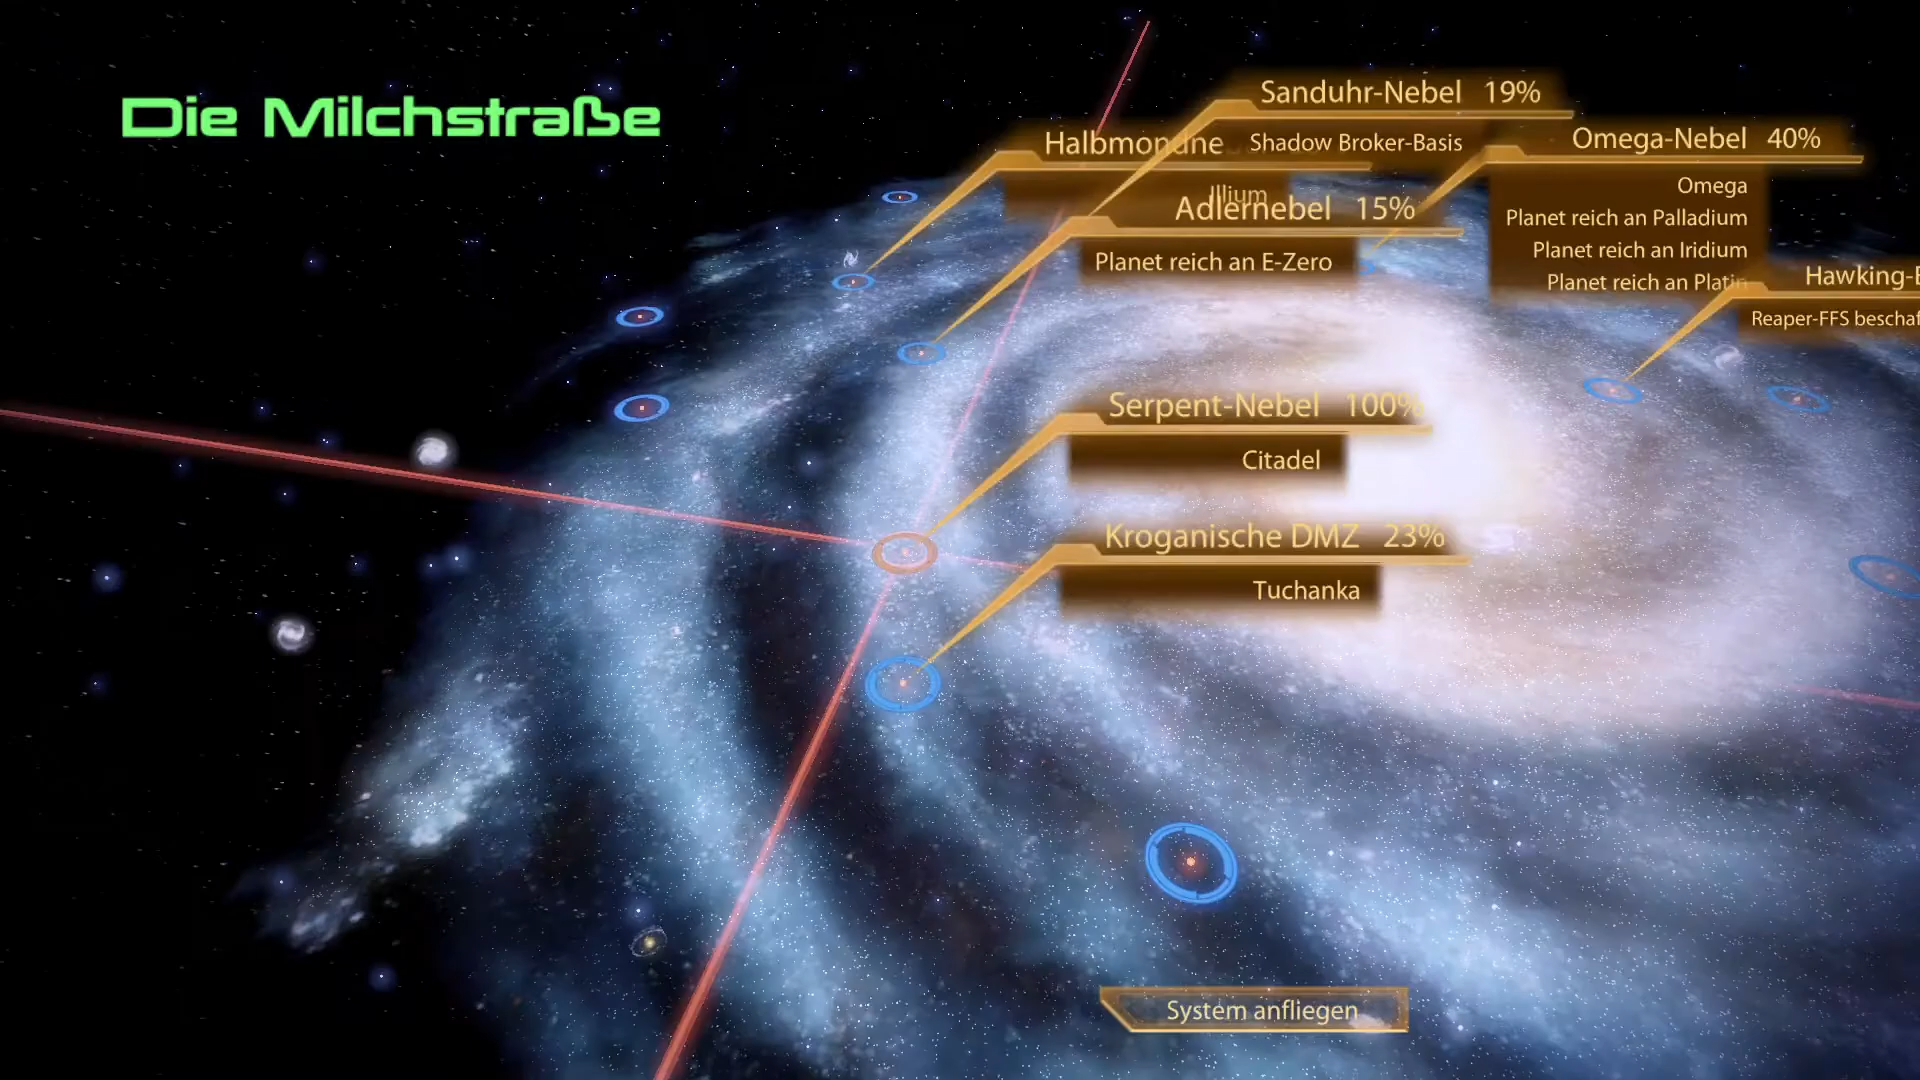 Die Milchstraße
Sanduhr-Nebel 19%
Shadow Broker-Basis
Halbmondne
Illium
Omega-Nebel 40%
Omega
Planet reich an Palladium
Planet reich an Iridium
Planet reich an Platin
Adlernebel 15%
Planet reich an E-Zero
Hawking-E
Reaper-FFS beschaf
Serpent-Nebel 100%
Citadel
Kroganische DMZ 23%
Tuchanka
System anfliegen